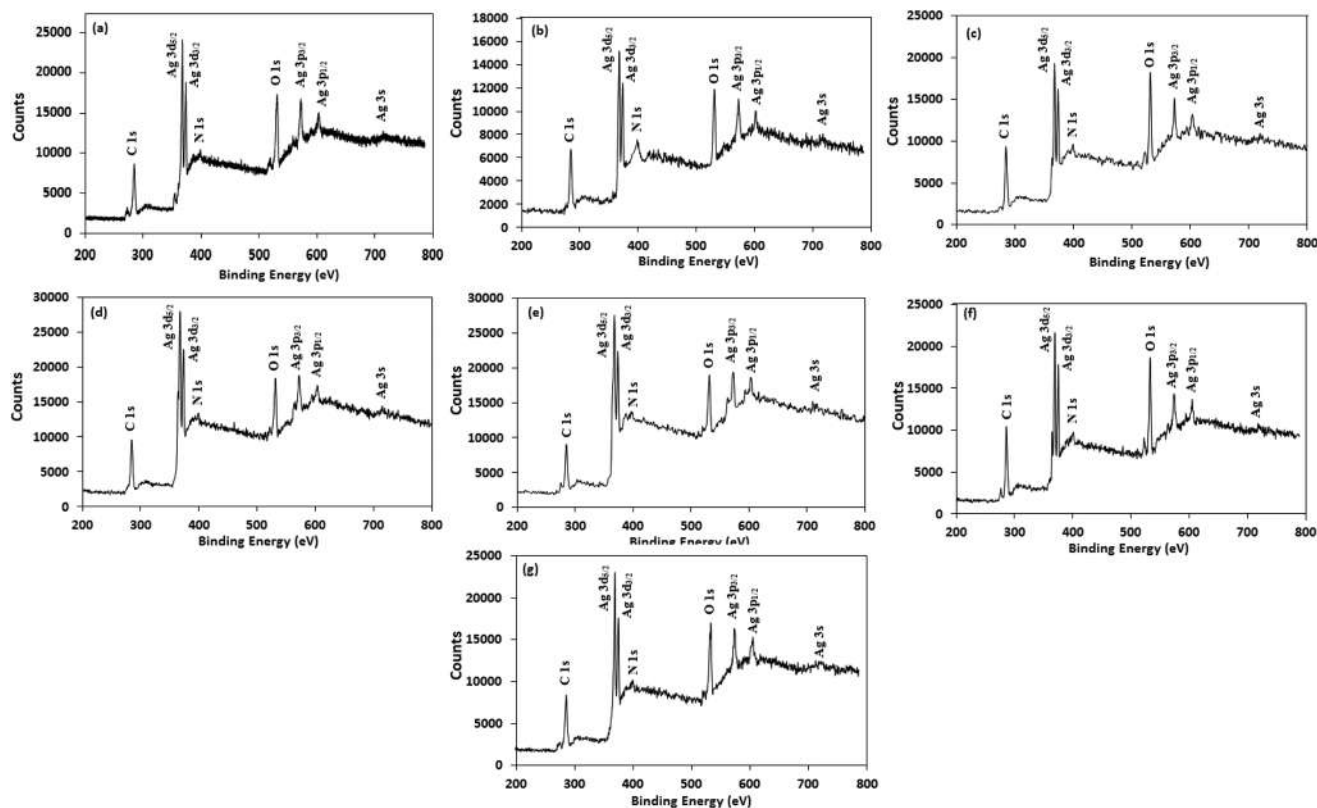 (a)
25000
20000
15000
10000
5000
0
Counts
C 1s
Ag 3d5/2
Ag 3d3/2
N 1s
O 1s
Ag 3p3/2
Ag 3p1/2
Ag 3s
200 300 400 500 600 700 800
Binding Energy (eV)
(b)
18000
16000
14000
12000
10000
8000
6000
4000
2000
0
Counts
C 1s
Ag 3d5/2
Ag 3d3/2
N 1s
O 1s
Ag 3p3/2
Ag 3p1/2
Ag 3s
200 300 400 500 600 700 800
Binding Energy (eV)
(c)
25000
20000
15000
10000
5000
0
Counts
C 1s
Ag 3d5/2
Ag 3d3/2
N 1s
O 1s
Ag 3p3/2
Ag 3p1/2
Ag 3s
200 300 400 500 600 700 800
Binding Energy (eV)
(d)
30000
25000
20000
15000
10000
5000
0
Counts
C 1s
Ag 3d5/2
Ag 3d3/2
N 1s
O 1s
Ag 3p3/2
Ag 3p1/2
Ag 3s
200 300 400 500 600 700 800
Binding Energy (eV)
(e)
30000
25000
20000
15000
10000
5000
0
Counts
C 1s
Ag 3d5/2
Ag 3d3/2
N 1s
O 1s
Ag 3p3/2
Ag 3p1/2
Ag 3s
200 300 400 500 600 700 800
Binding Energy (eV)
(f)
25000
20000
15000
10000
5000
0
Counts
C 1s
Ag 3d5/2
Ag 3d3/2
N 1s
O 1s
Ag 3p3/2
Ag 3p1/2
Ag 3s
200 300 400 500 600 700 800
Binding Energy (eV)
(g)
25000
20000
15000
10000
5000
0
Counts
C 1s
Ag 3d5/2
Ag 3d3/2
N 1s
O 1s
Ag 3p3/2
Ag 3p1/2
Ag 3s
200 300 400 500 600 700 800
Binding Energy (eV)